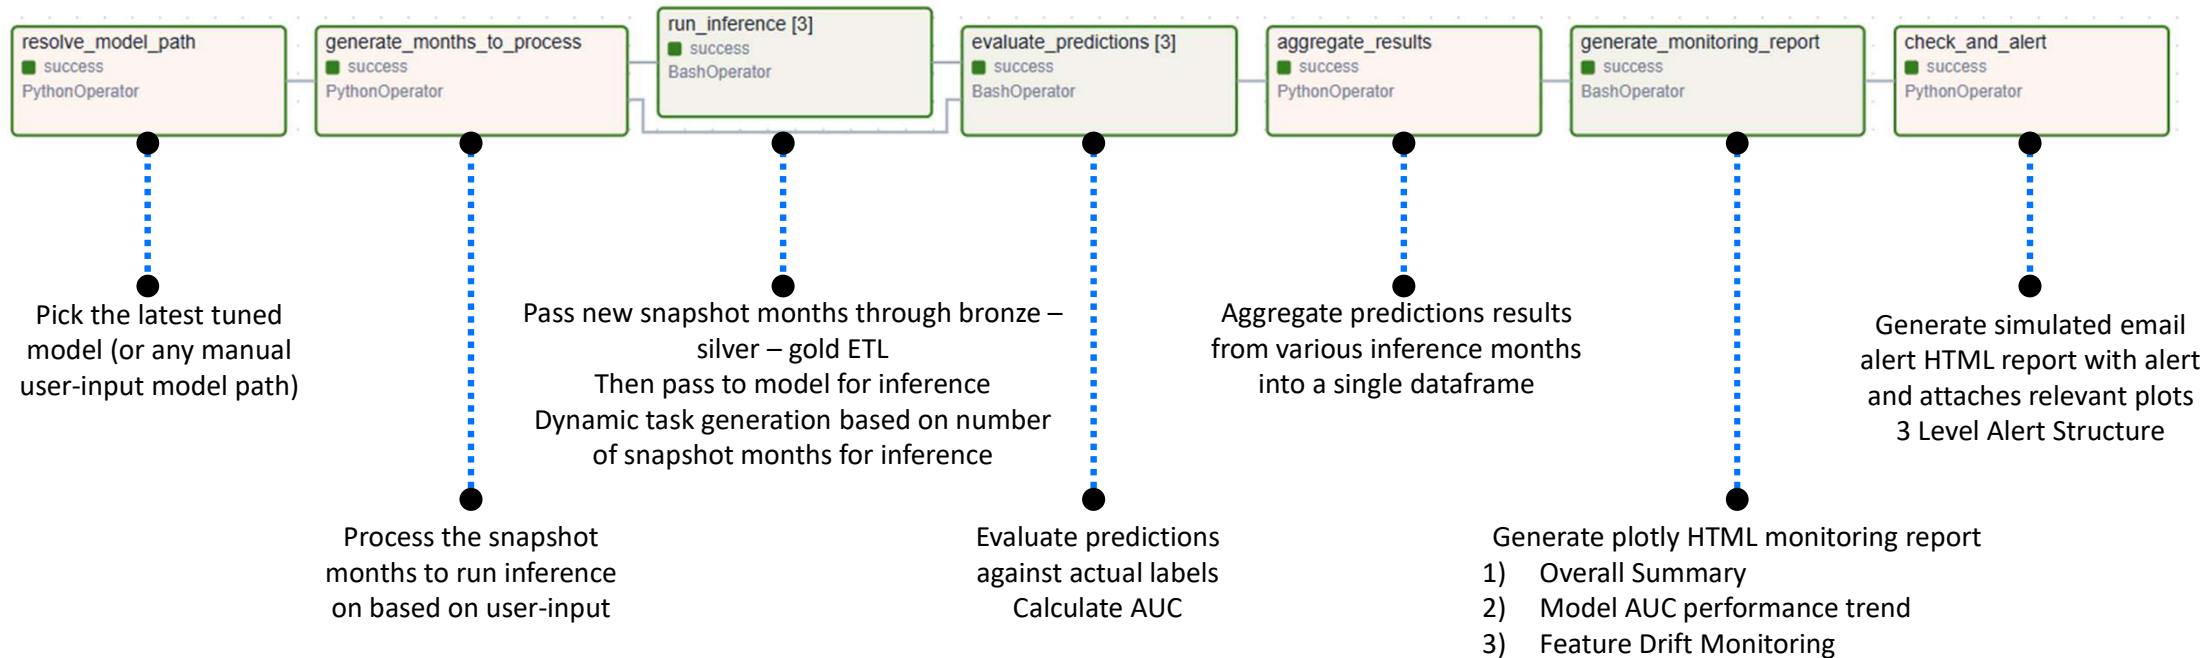 resolve_model_path
success
PythonOperator
generate_months_to_process
success
PythonOperator
run_inference [3]
success
BashOperator
evaluate_predictions [3]
success
BashOperator
aggregate_results
success
PythonOperator
generate_monitoring_report
success
BashOperator
check_and_alert
success
PythonOperator
Pick the latest tuned
model (or any manual
user-input model path)
Process the snapshot
months to run inference
on based on user-input
Pass new snapshot months through bronze –
silver – gold ETL
Then pass to model for inference
Dynamic task generation based on number
of snapshot months for inference
Evaluate predictions
against actual labels
Calculate AUC
Aggregate predictions results
from various inference months
into a single dataframe
Generate plotly HTML monitoring report
1) Overall Summary
2) Model AUC performance trend
3) Feature Drift Monitoring
Generate simulated email
alert HTML report with alert
and attaches relevant plots
3 Level Alert Structure